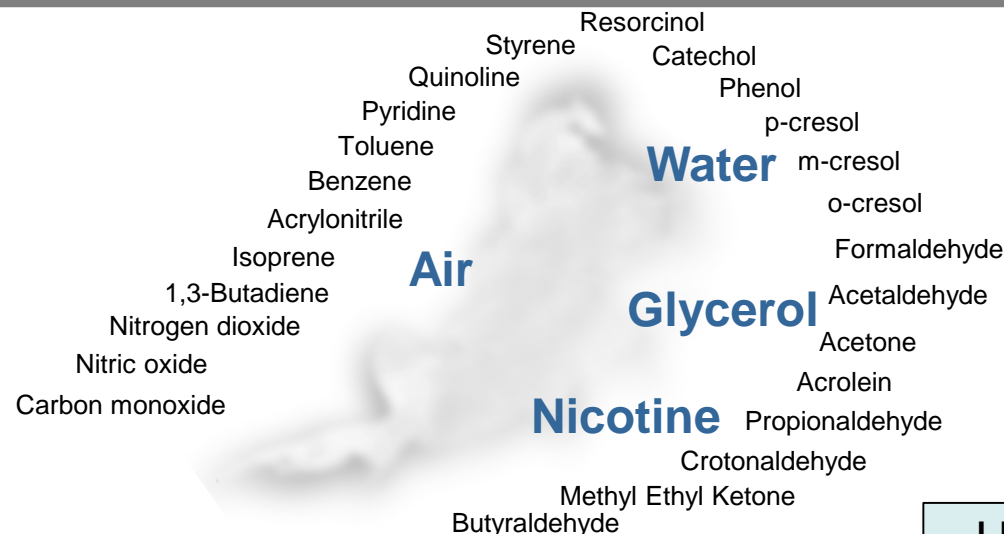 Resorcinol
Styrene
Catechol
Quinoline
Phenol
Pyridine
p-cresol
Toluene
Water
m-cresol
Benzene
o-cresol
Acrylonitrile
Formaldehyde
Isoprene
Air
1,3-Butadiene
Acetaldehyde
Glycerol
Nitrogen dioxide
Acetone
Nitric oxide
Acrolein
Carbon monoxide
Nicotine
Propionaldehyde
Crotonaldehyde
Methyl Ethyl Ketone
Butyraldehyde